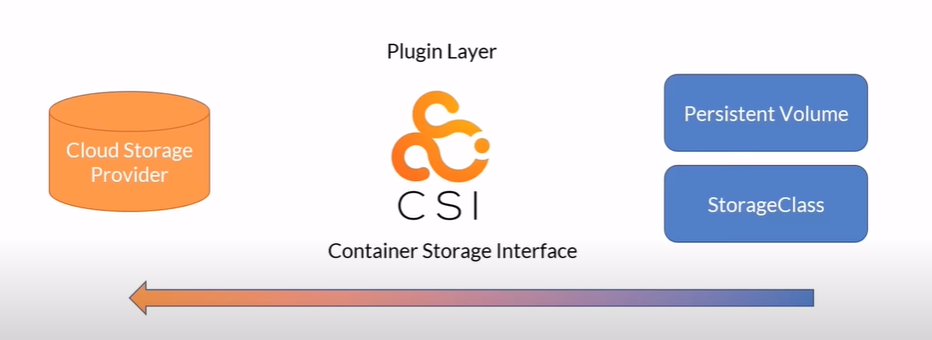 Plugin Layer
Cloud Storage
Provider
CSI
Container Storage Interface
Persistent Volume
StorageClass